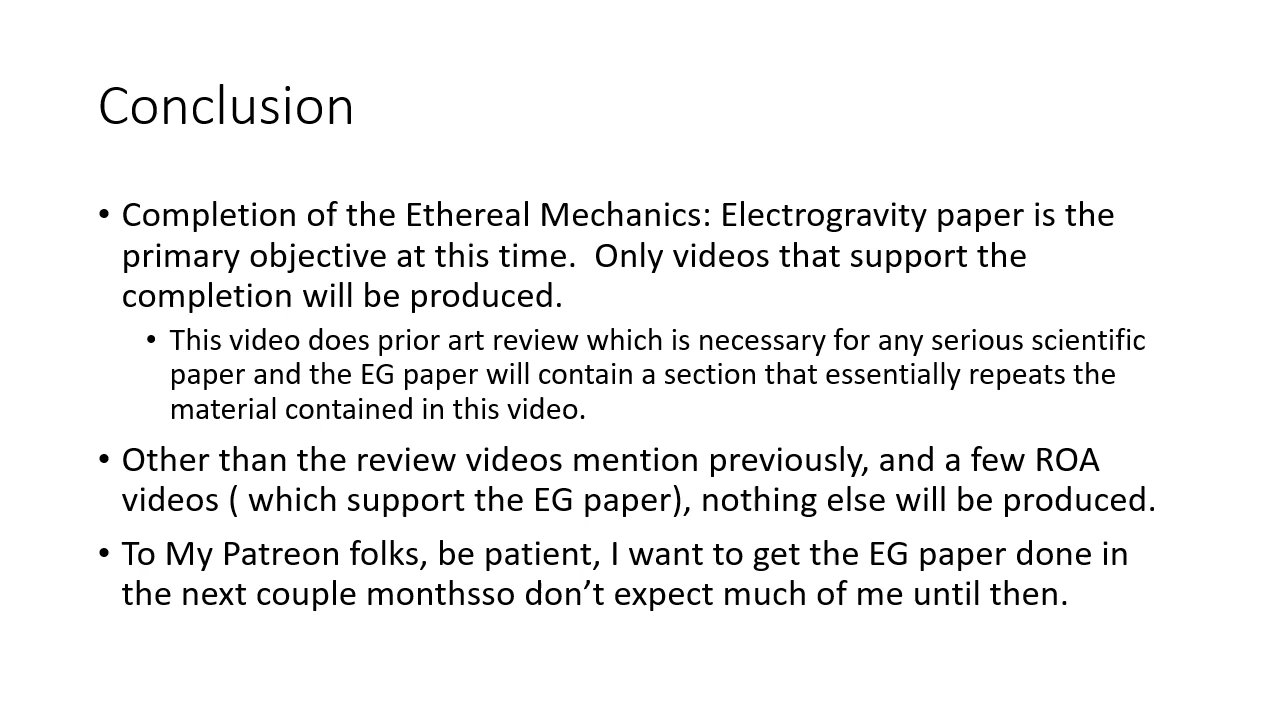 Conclusion
• Completion of the Ethereal Mechanics: Electrogravity paper is the
primary objective at this time.  Only videos that support the
completion will be produced.
• This video does prior art review which is necessary for any serious scientific
paper and the EG paper will contain a section that essentially repeats the
material contained in this video.
• Other than the review videos mention previously, and a few ROA
videos ( which support the EG paper), nothing else will be produced.
• To My Patreon folks, be patient, I want to get the EG paper done in
the next couple monthsso don’t expect much of me until then.